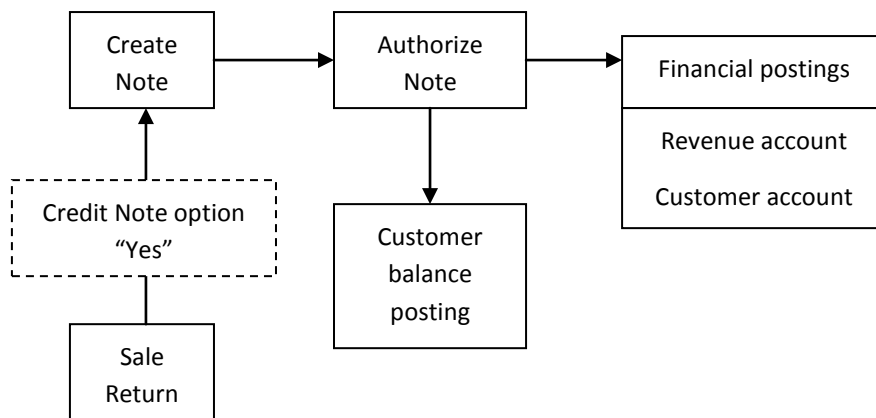 Create
Note
Authorize
Note
Financial postings
Revenue account
Customer account
Credit Note option
“Yes”
Customer
balance
posting
Sale
Return